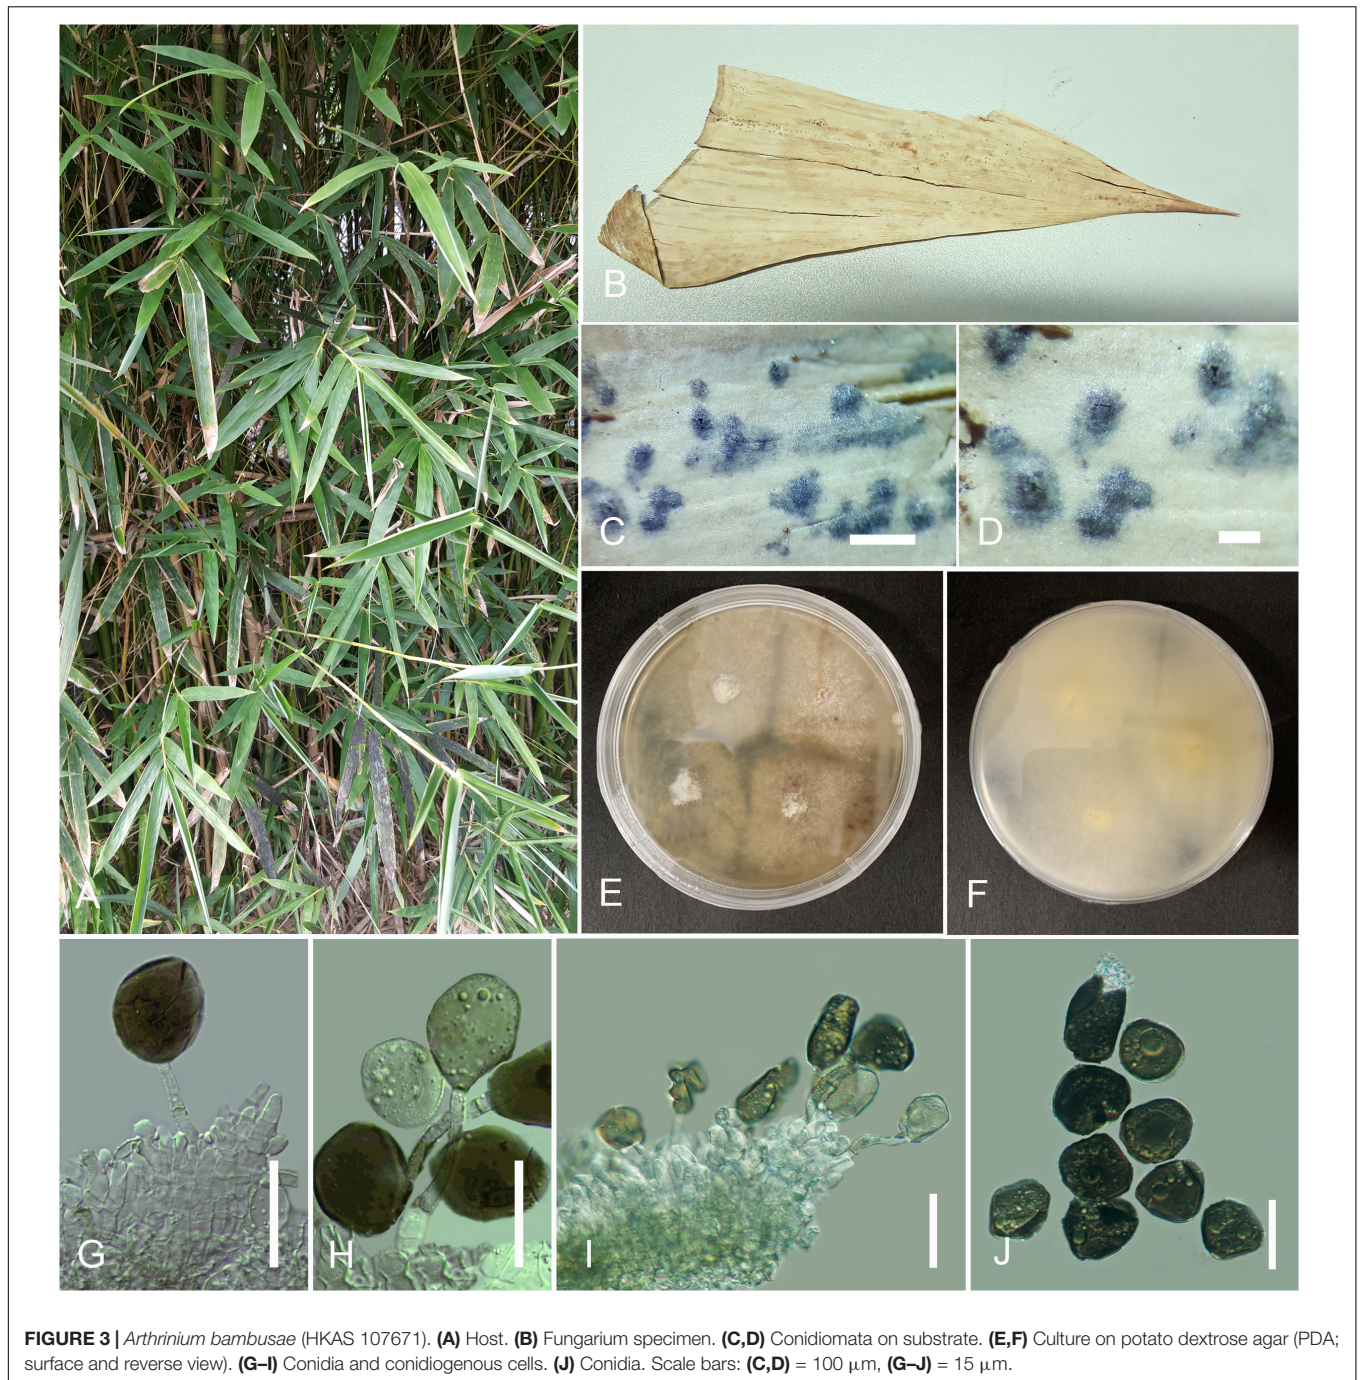 B
C
D
A
E
F
G
H
I
J
FIGURE 3 | Arthrinium bambusae (HKAS 107671). (A) Host. (B) Fungarium specimen. (C,D) Conidiomata on substrate. (E,F) Culture on potato dextrose agar (PDA;
surface and reverse view). (G–I) Conidia and conidiogenous cells. (J) Conidia. Scale bars: (C,D) = 100 μm, (G–J) = 15 μm.